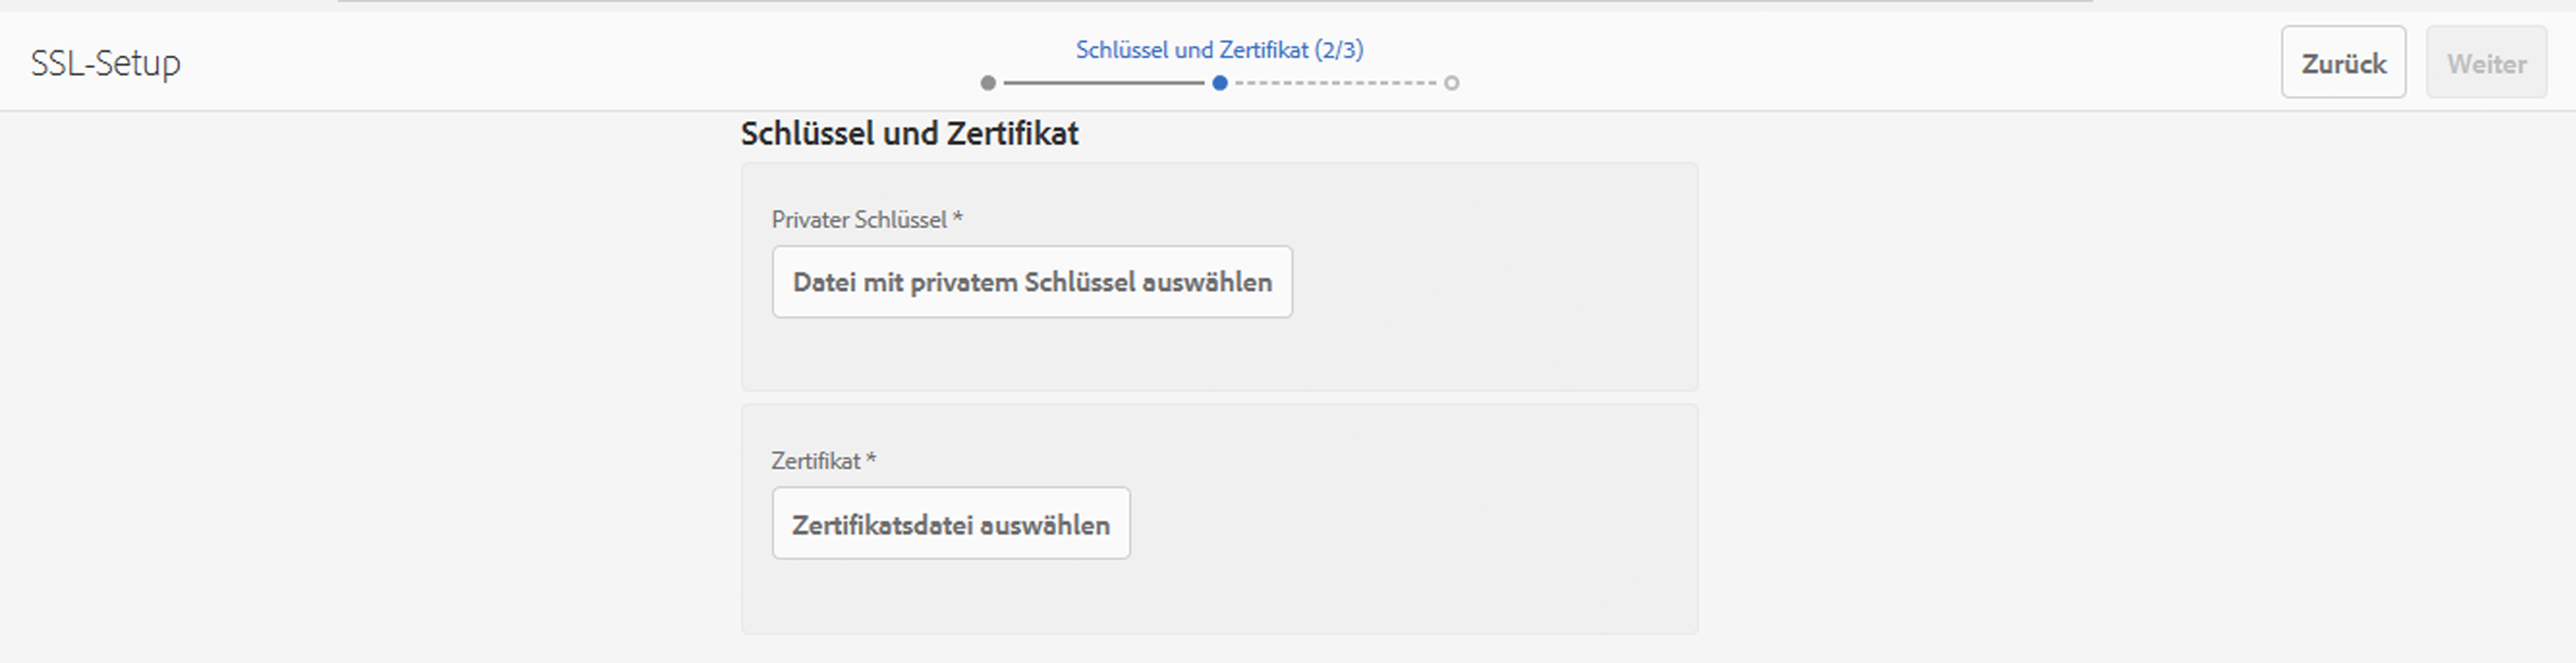 SSL-Setup
Schlüssel und Zertifikat (2/3)
Zurück
Weiter
Schlüssel und Zertifikat
Privater Schlüssel *
Datei mit privatem Schlüssel auswählen
Zertifikat *
Zertifikatsdatei auswählen